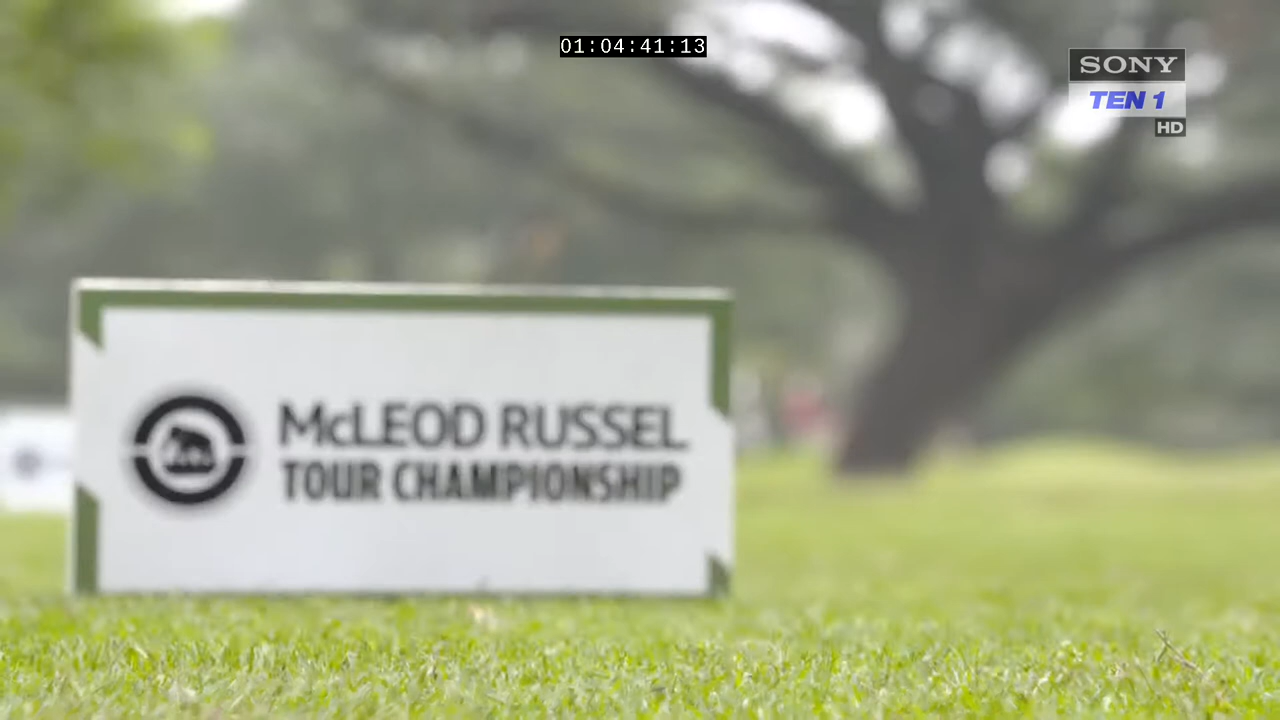 01:04:41:13
SONY
TEN 1
HD
McLEOD RUSSEL
TOUR CHAMPIONSHIP